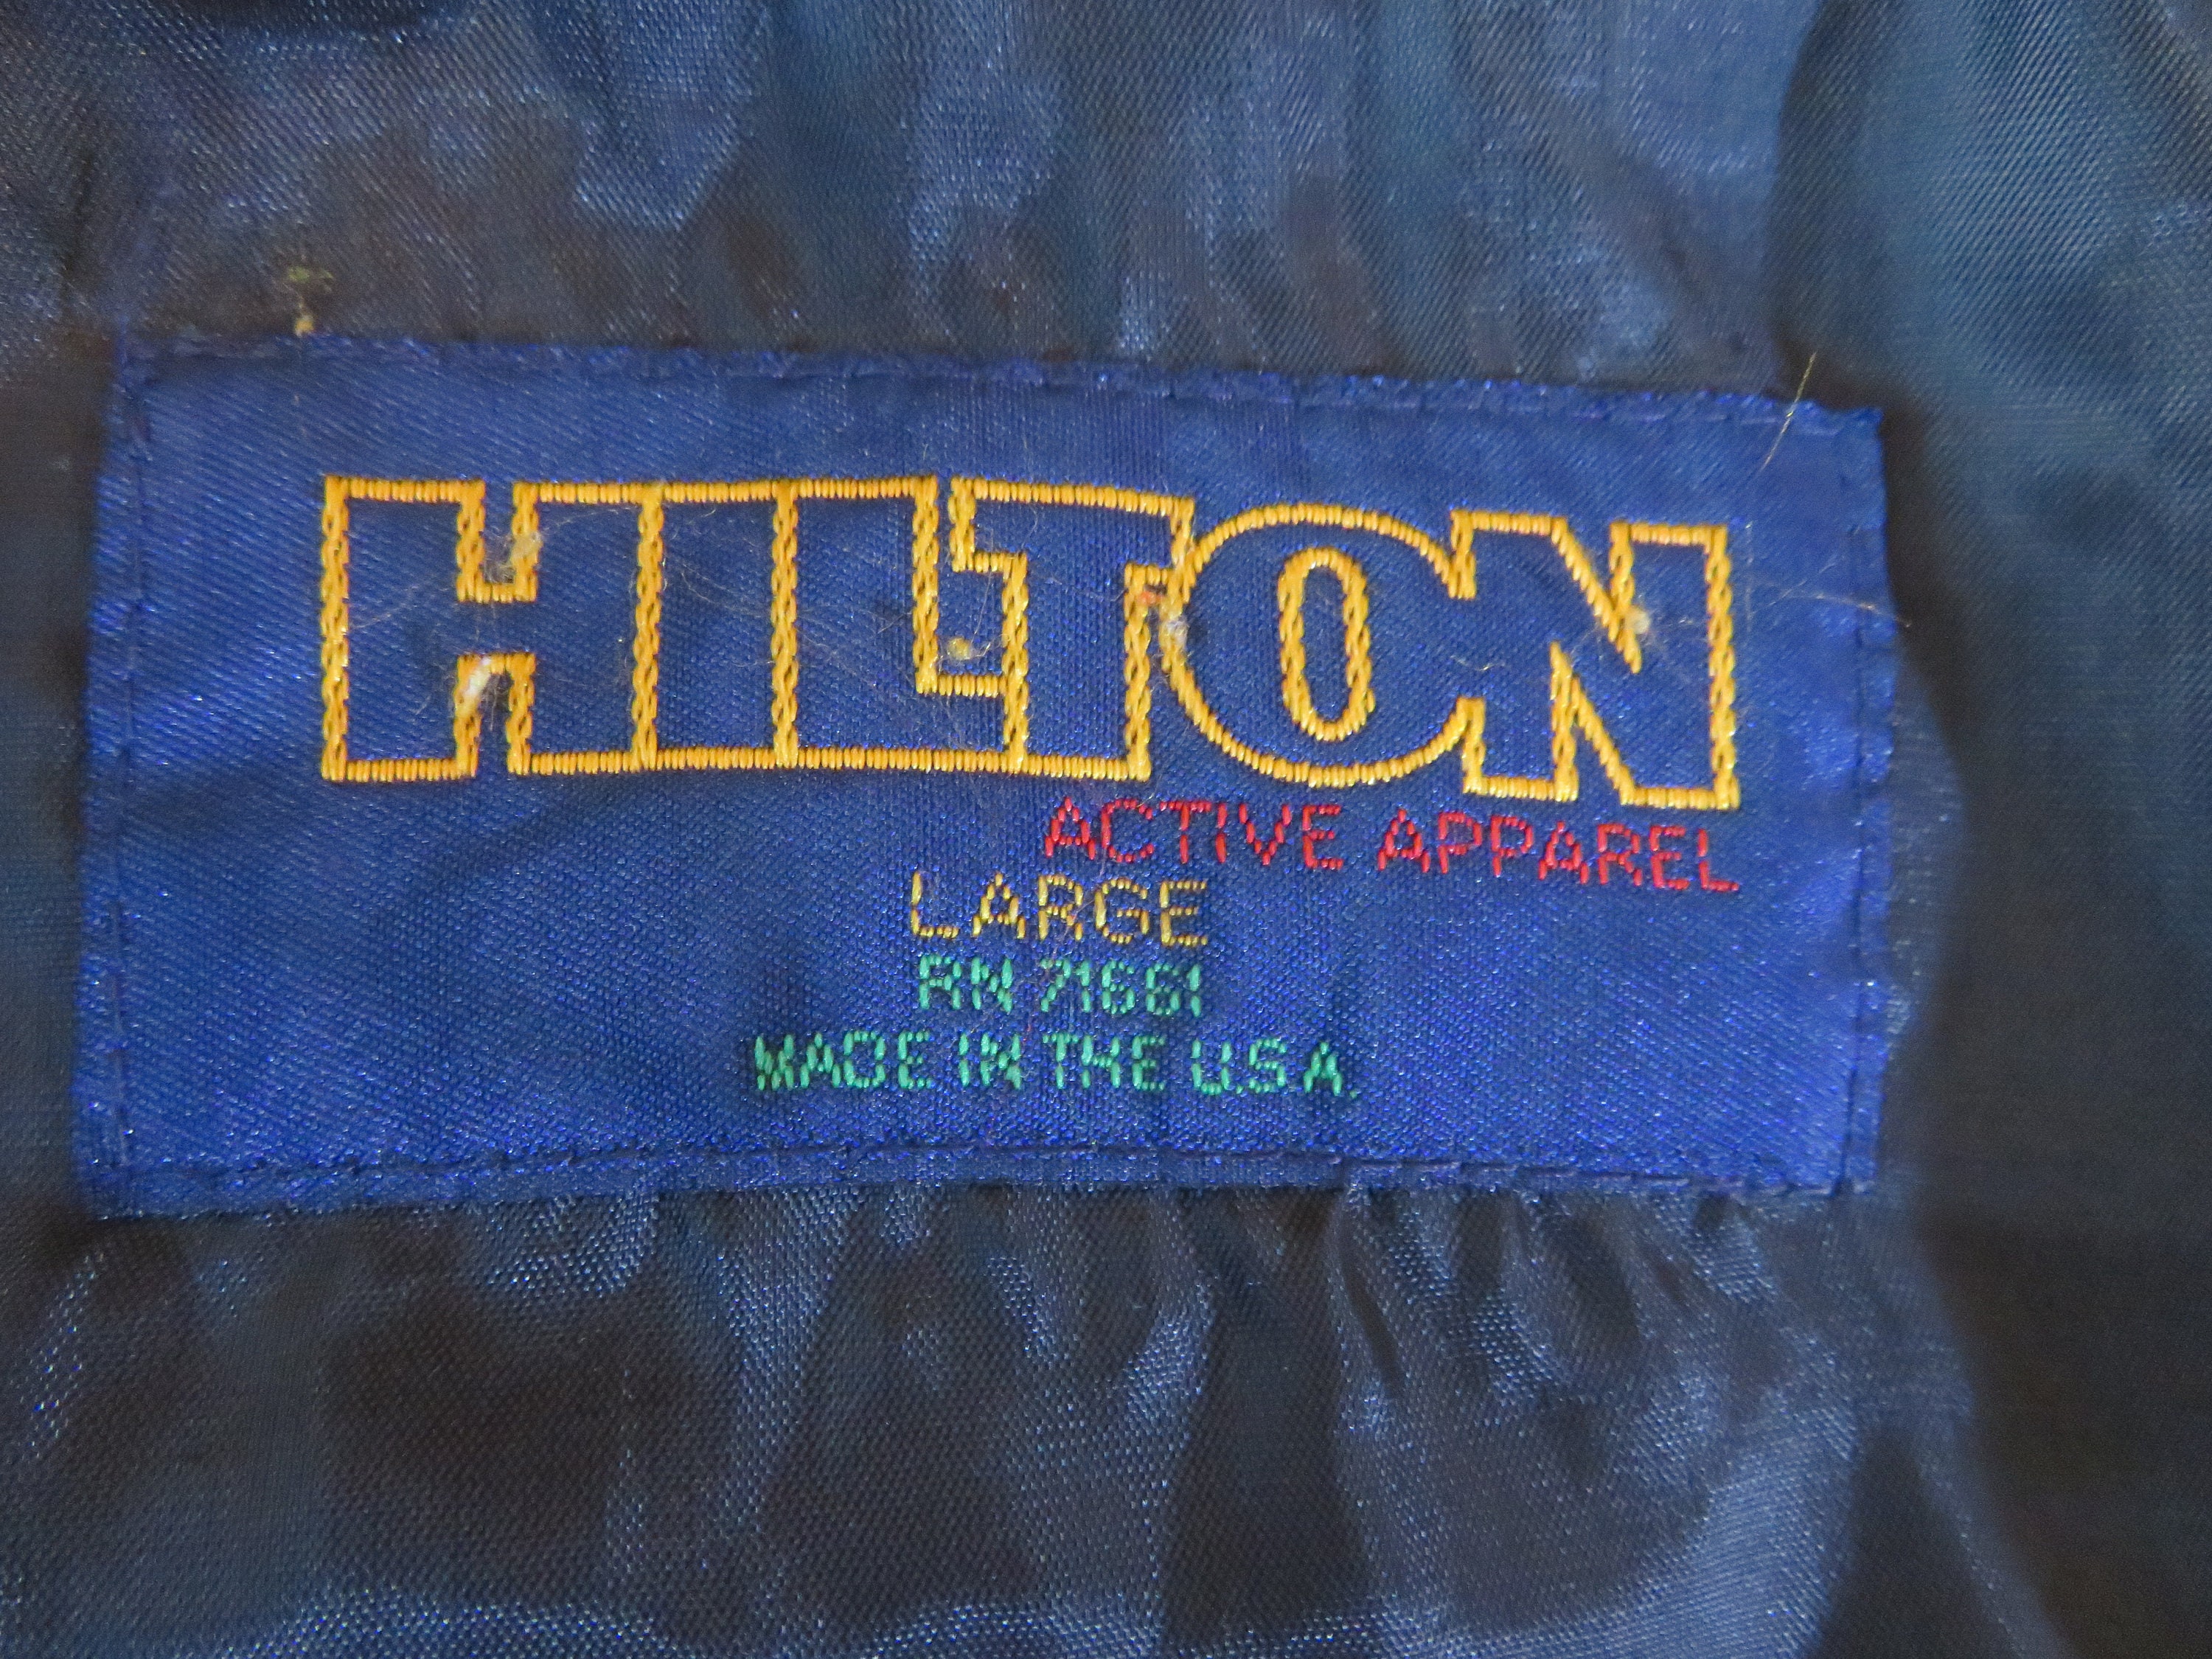 HILTON
ACTIVE APPAREL
LARGE
RN 71661
MADE IN THE U.S.A.